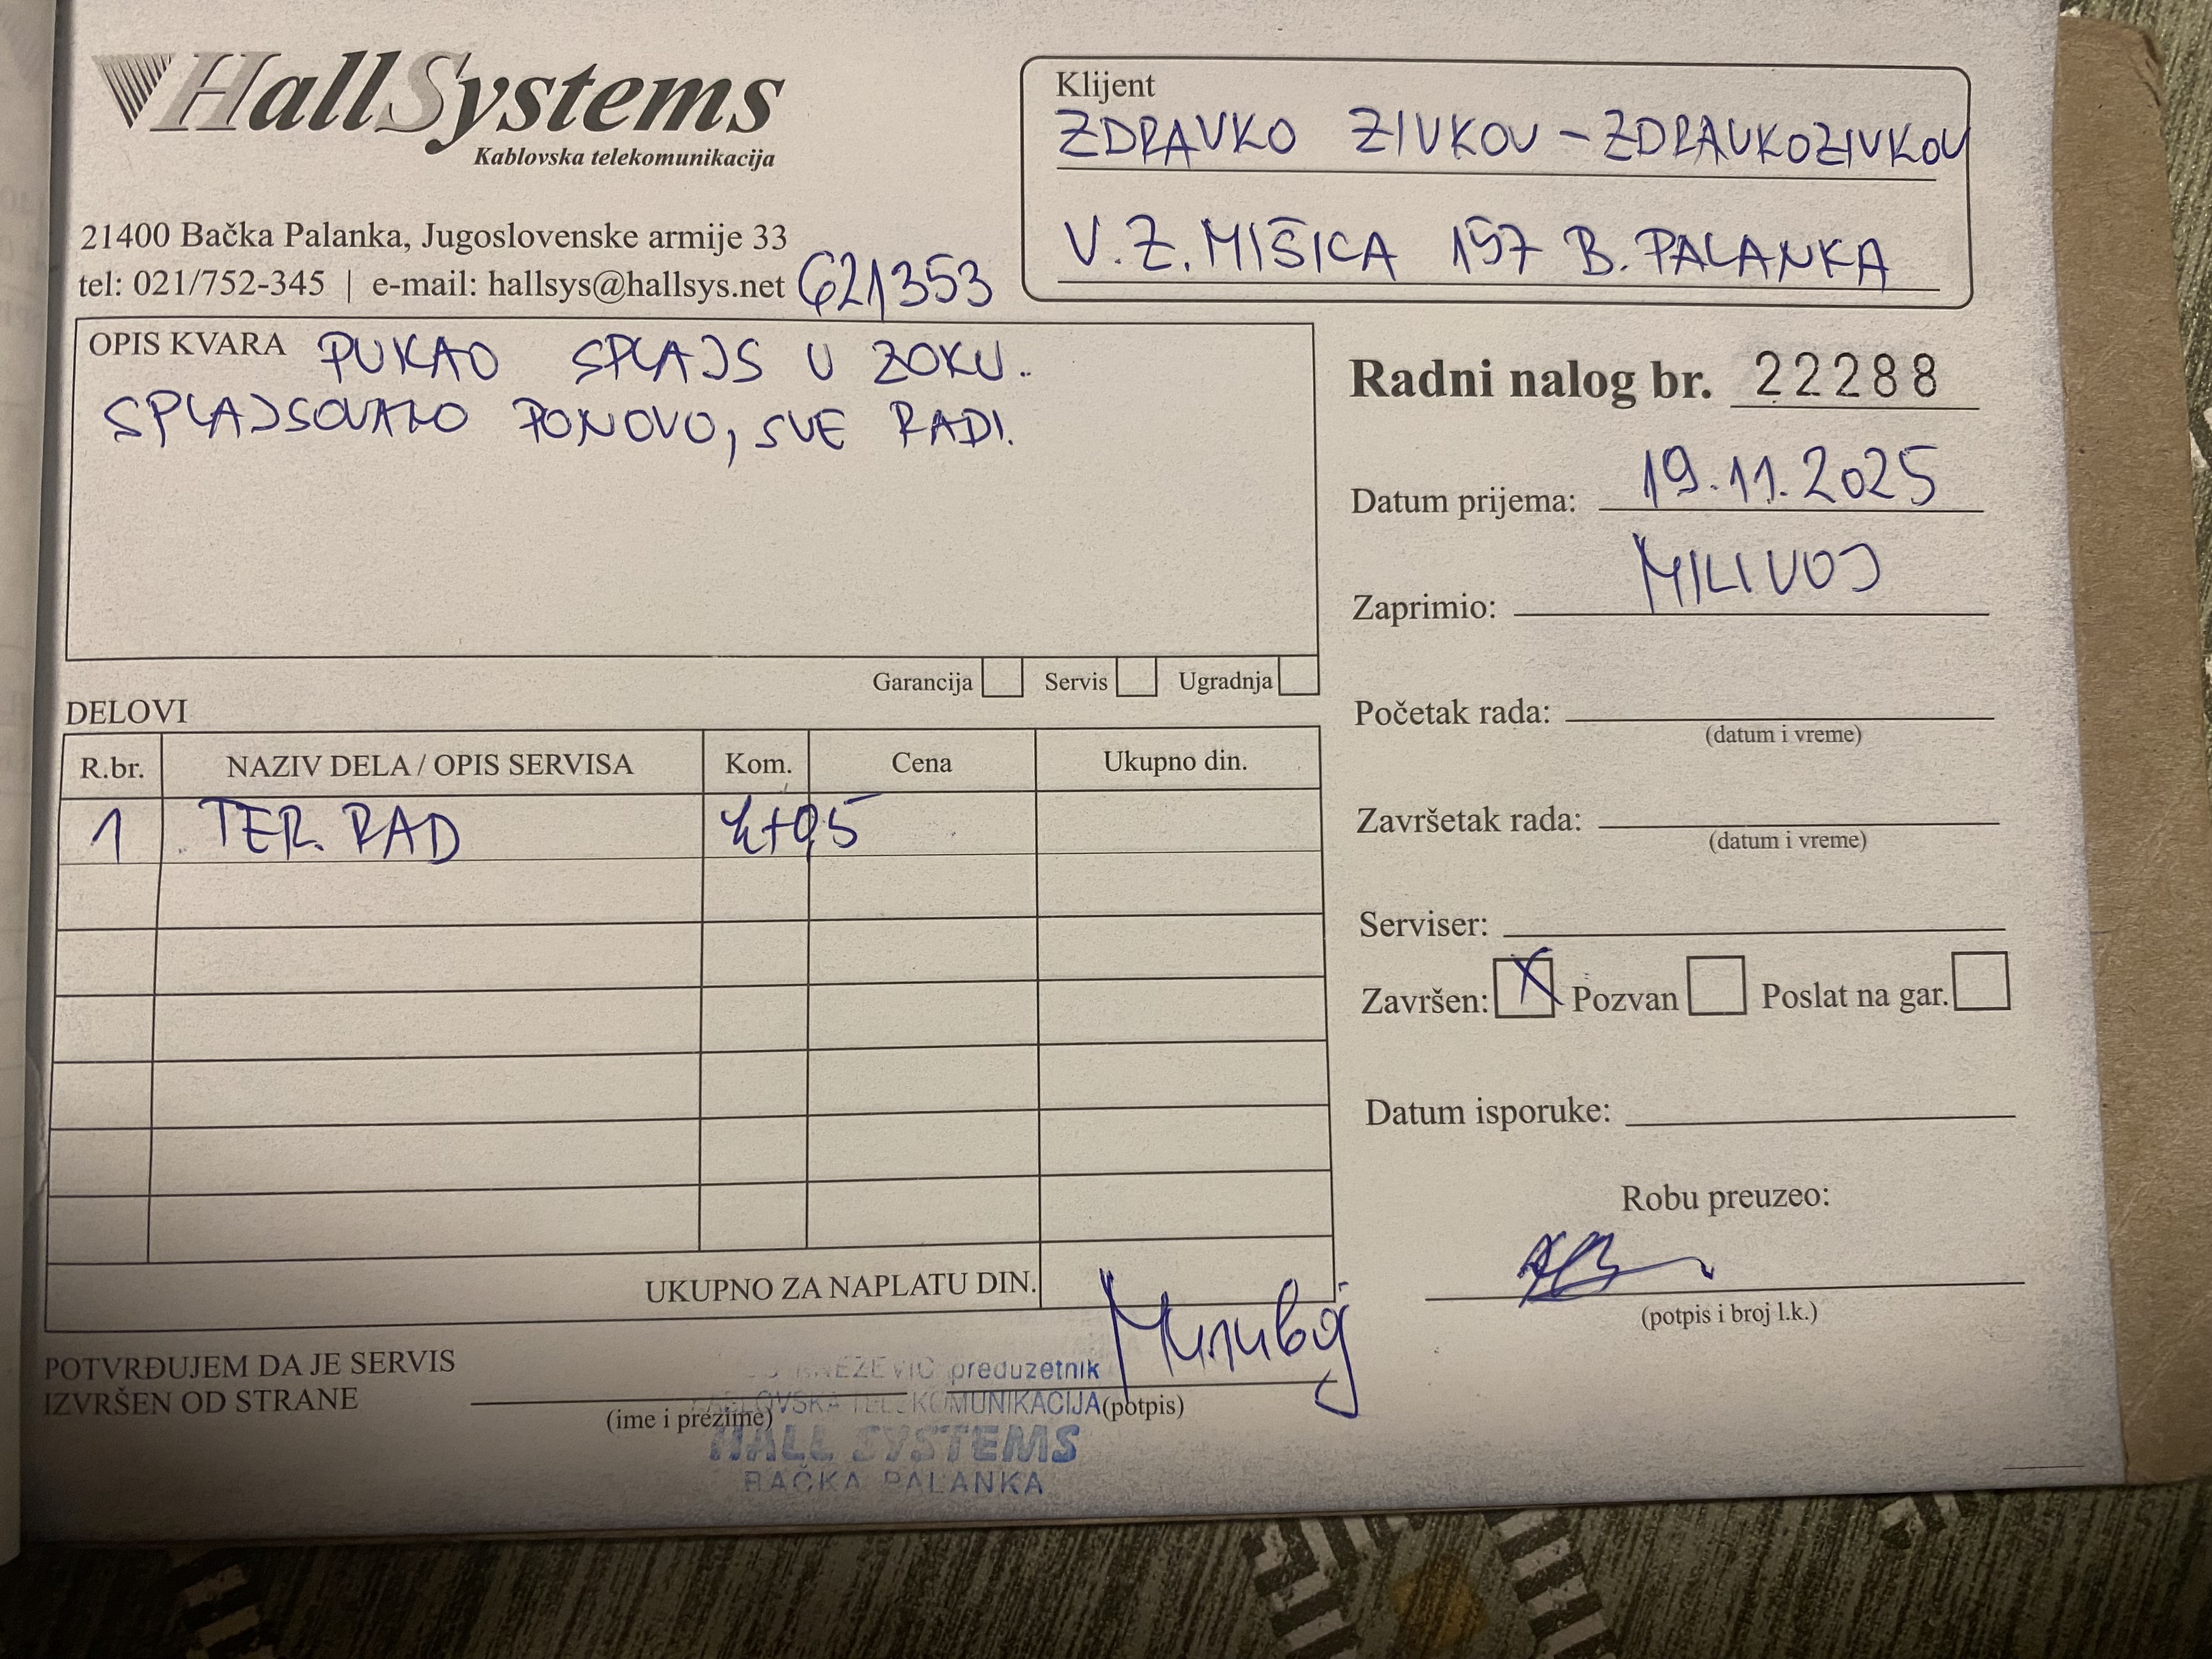 HallSystems
Kablovska telekomunikacija
21400 Bačka Palanka, Jugoslovenske armije 33
tel: 021/752-345 | e-mail: hallsys@hallsys.net 621353
Klijent
ZDRAVKO ZIVKOV - ZDRAVKOZIVKOV
V.Z. MIŠICA 157 B. PALANKA
OPIS KVARA PUKAO SPLAJS U ZOKU.
SPLAJSOVANO PONOVO, SVE RADI.
Garancija Servis Ugradnja
Radni nalog br. 22288
Datum prijema: 19.11.2025
Zaprimio: MILIVOJ
Početak rada:
(datum i vreme)
Završetak rada:
(datum i vreme)
Serviser:
Završen: X Pozvan Poslat na gar.
Datum isporuke:
Robu preuzeo:
(potpis i broj l.k.)
DELOVI
R.br. NAZIV DELA / OPIS SERVISA Kom. Cena Ukupno din.
1 TER. RAD
UKUPNO ZA NAPLATU DIN.
POTVRĐUJEM DA JE SERVIS
IZVRŠEN OD STRANE
(ime i prezime) (potpis)
Миливој
preduzetnik
KABLOVSKA TELEKOMUNIKACIJA
HALL SYSTEMS
BAČKA PALANKA